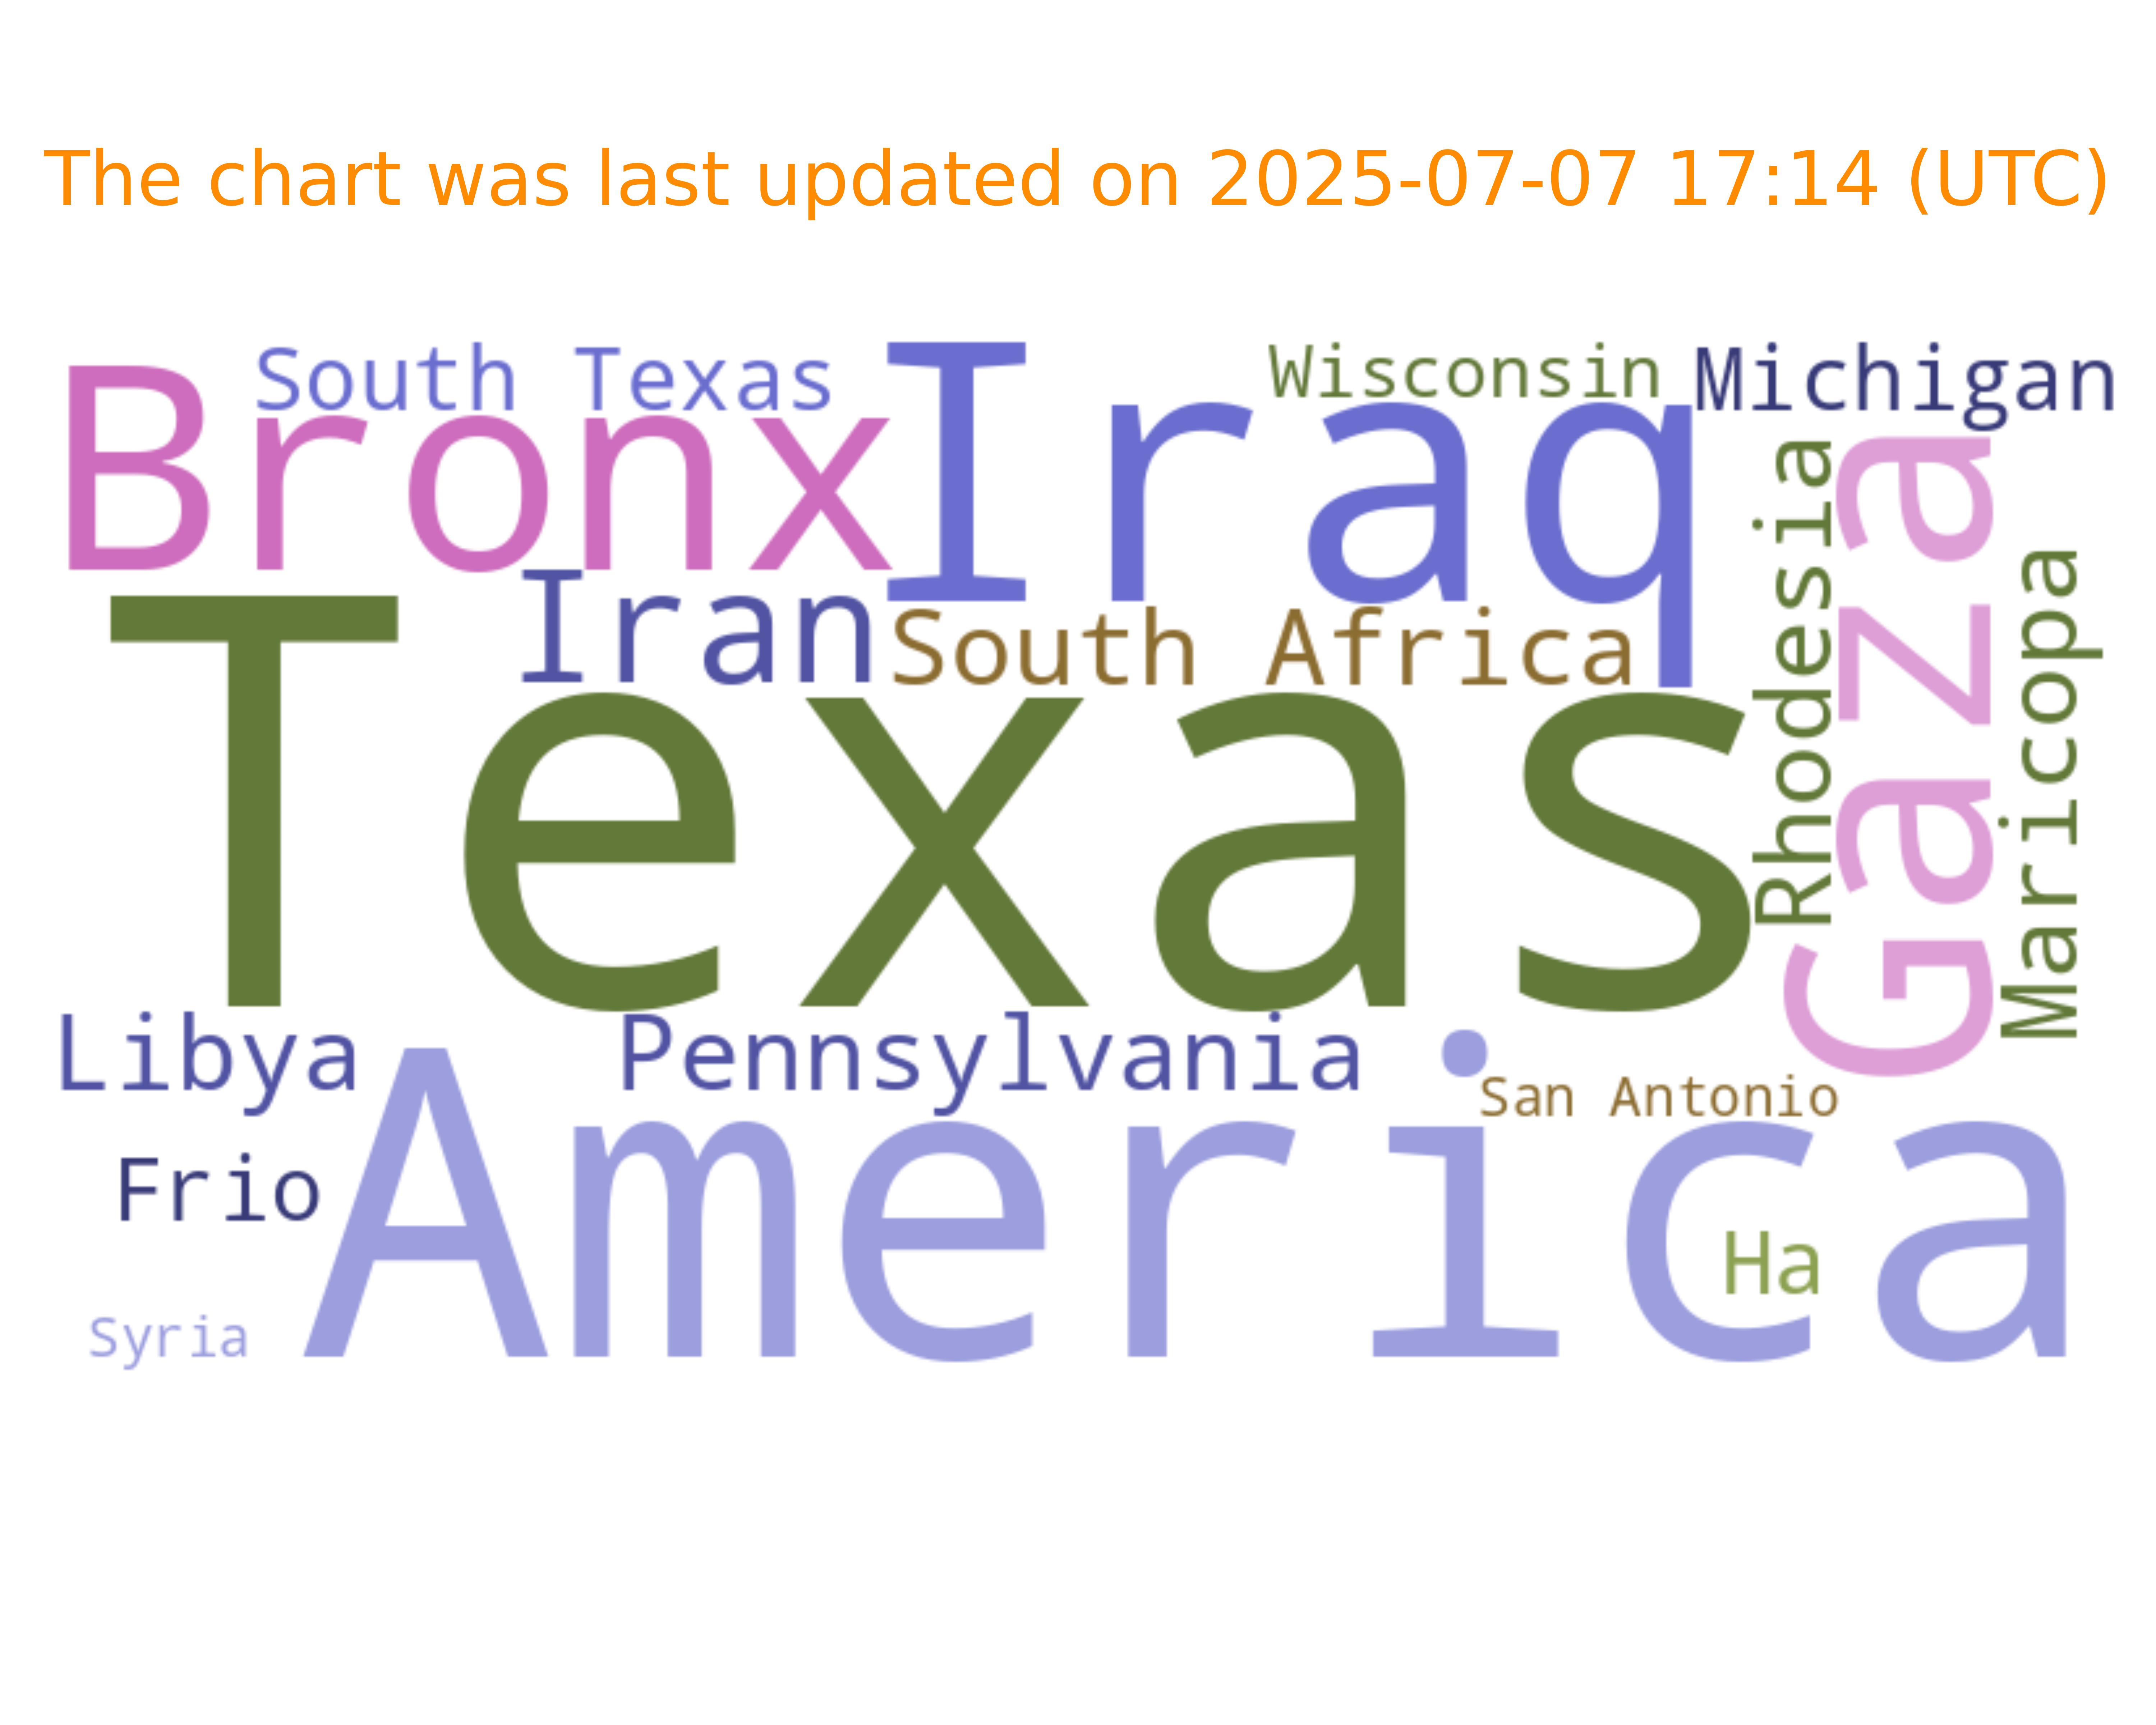 The chart was last updated on 2025-07-07 17:14 (UTC)
South Texas
Wisconsin
Michigan
Bronx
Iraq
Iran
South Africa
Rhodesia
Gaza
Maricopa
Texas
Libya
Pennsylvania
San Antonio
Frio
America
Ha
Syria